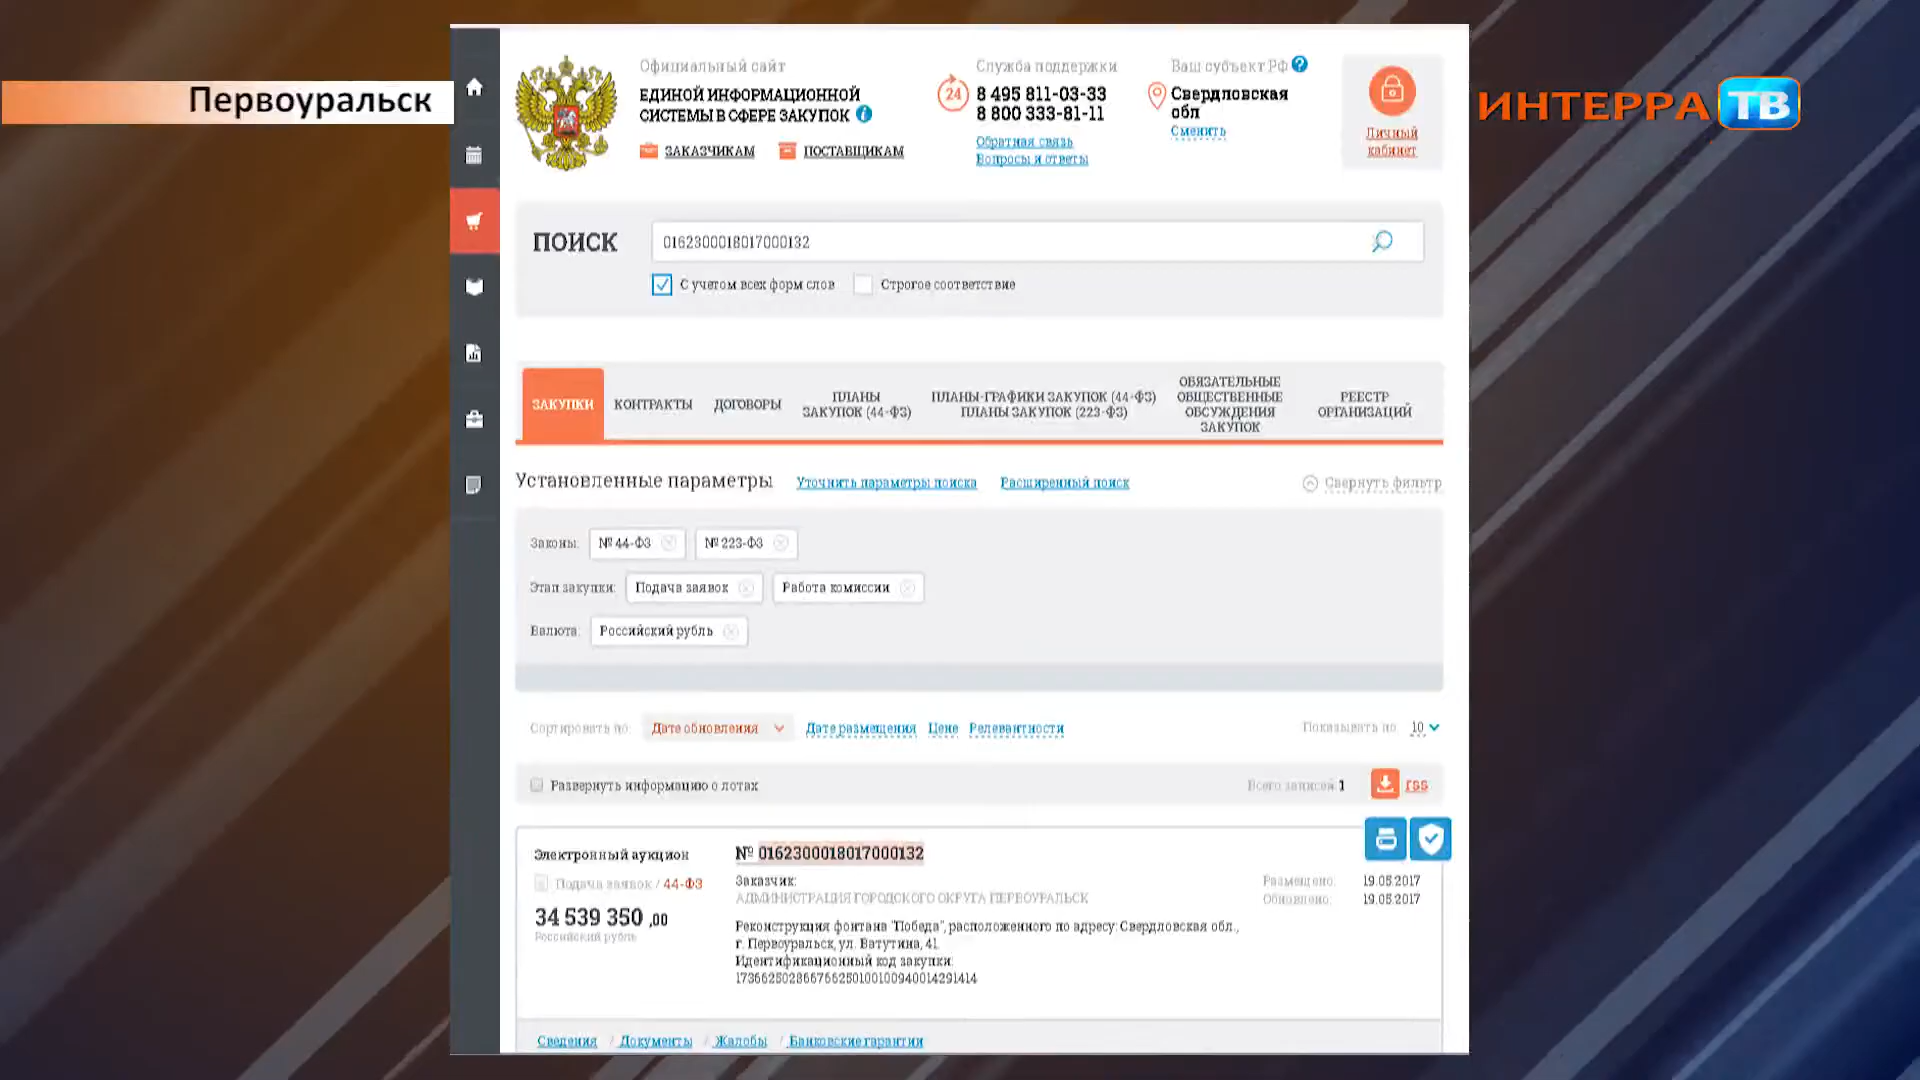 Первоуральск
ИНТЕРРА ТВ
Официальный сайт
ЕДИНОЙ ИНФОРМАЦИОННОЙ
СИСТЕМЫ В СФЕРЕ ЗАКУПОК
ЗАКАЗЧИКАМ ПОСТАВЩИКАМ
24
Служба поддержки
8 495 811-03-33
8 800 333-81-11
Обратная связь
Вопросы и ответы
Ваш субъект РФ
Свердловская
обл
Сменить
Личный
кабинет
ПОИСК 0162300018017000132
С учетом всех форм слов Строгое соответствие
ЗАКУПКИ
КОНТРАКТЫ
ДОГОВОРЫ
ПЛАНЫ
ЗАКУПОК (44-ФЗ)
ПЛАНЫ-ГРАФИКИ ЗАКУПОК (44-ФЗ)
ПЛАНЫ ЗАКУПОК (223-ФЗ)
ОБЯЗАТЕЛЬНЫЕ
ОБЩЕСТВЕННЫЕ
ОБСУЖДЕНИЯ
ЗАКУПОК
РЕЕСТР
ОРГАНИЗАЦИЙ
Установленные параметры Уточнить параметры поиска Расширенный поиск Свернуть фильтр
Законы: № 44-ФЗ № 223-ФЗ
Этап закупки: Подача заявок Работа комиссии
Валюта: Российский рубль
Сортировать по: Дате обновления Дате размещения Цене Релевантности Показывать по 10
Развернуть информацию о лотах Всего записей 1 rss
Электронный аукцион
Подача заявок / 44-ФЗ
34 539 350 ,00
Российский рубль
№ 0162300018017000132
Заказчик:
АДМИНИСТРАЦИЯ ГОРОДСКОГО ОКРУГА ПЕРВОУРАЛЬСК
Реконструкция фонтана "Победа", расположенного по адресу: Свердловская обл.,
г. Первоуральск, ул. Ватутина, 41.
Идентификационный код закупки:
173662502866766250100100940014291414
Размещено: 19.05.2017
Обновлено: 19.05.2017
Сведения / Документы / Жалобы / Банковские гарантии